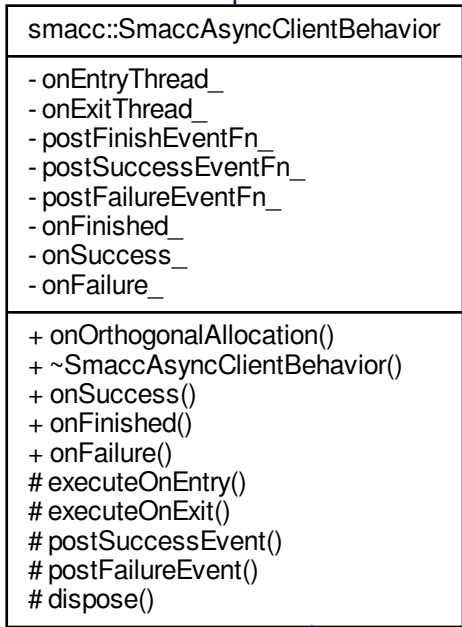 smacc::SmaccAsyncClientBehavior
- onEntryThread_
- onExitThread_
- postFinishEventFn_
- postSuccessEventFn_
- postFailureEventFn_
- onFinished_
- onSuccess_
- onFailure_
+ onOrthogonalAllocation()
+ ~SmaccAsyncClientBehavior()
+ onSuccess()
+ onFinished()
+ onFailure()
# executeOnEntry()
# executeOnExit()
# postSuccessEvent()
# postFailureEvent()
# dispose()